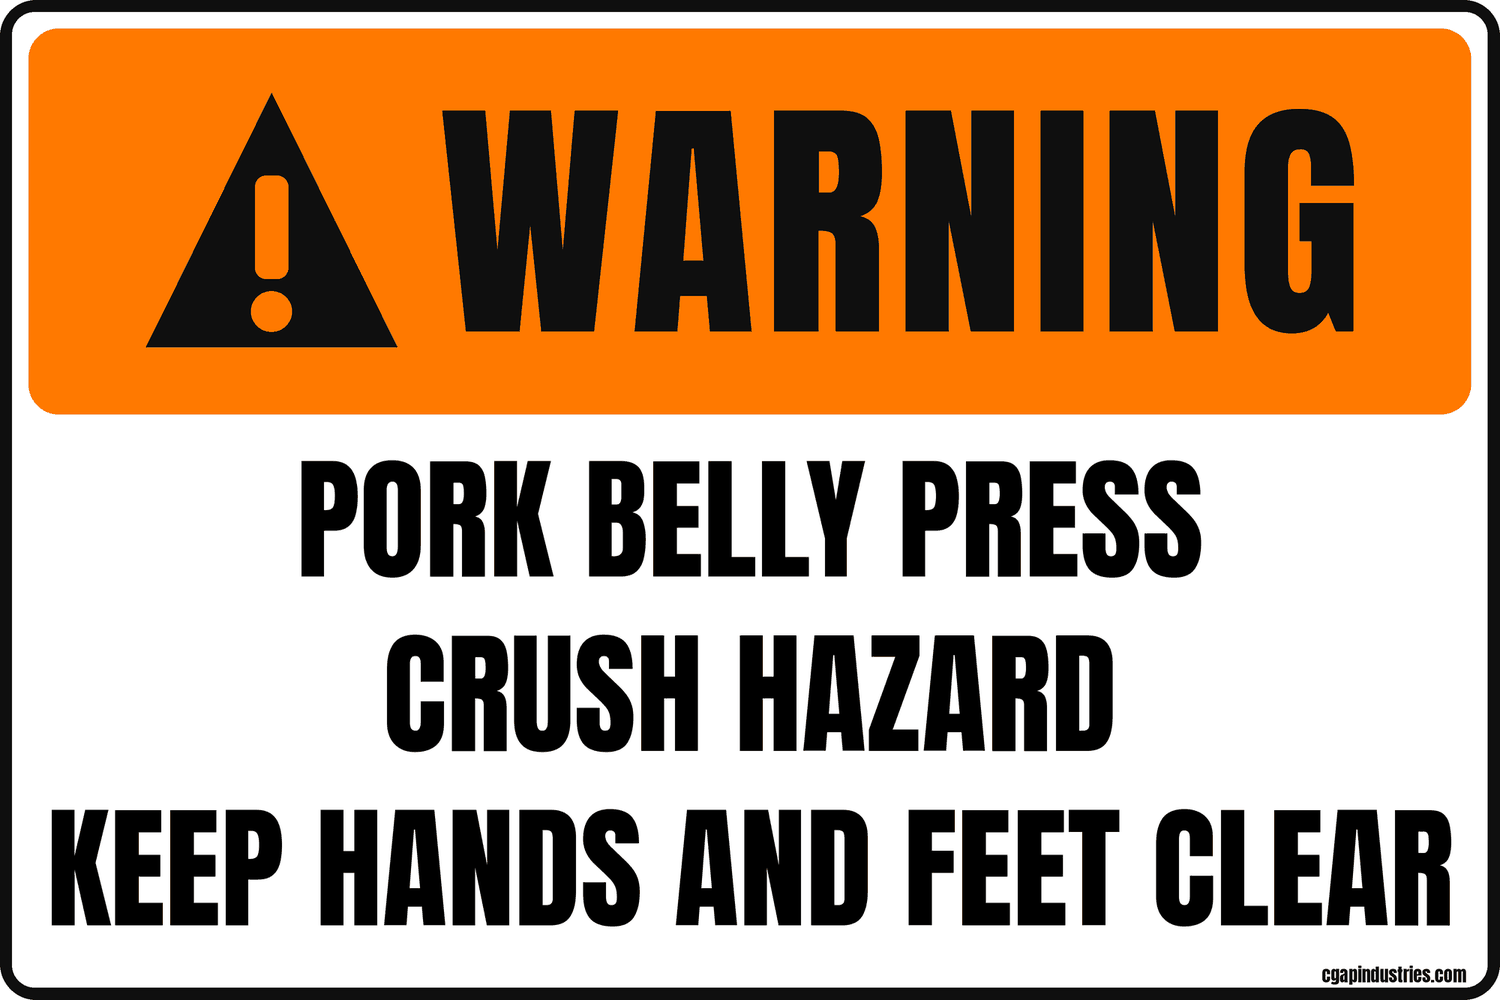 WARNING
PORK BELLY PRESS
CRUSH HAZARD
KEEP HANDS AND FEET CLEAR
cgapindustries.com